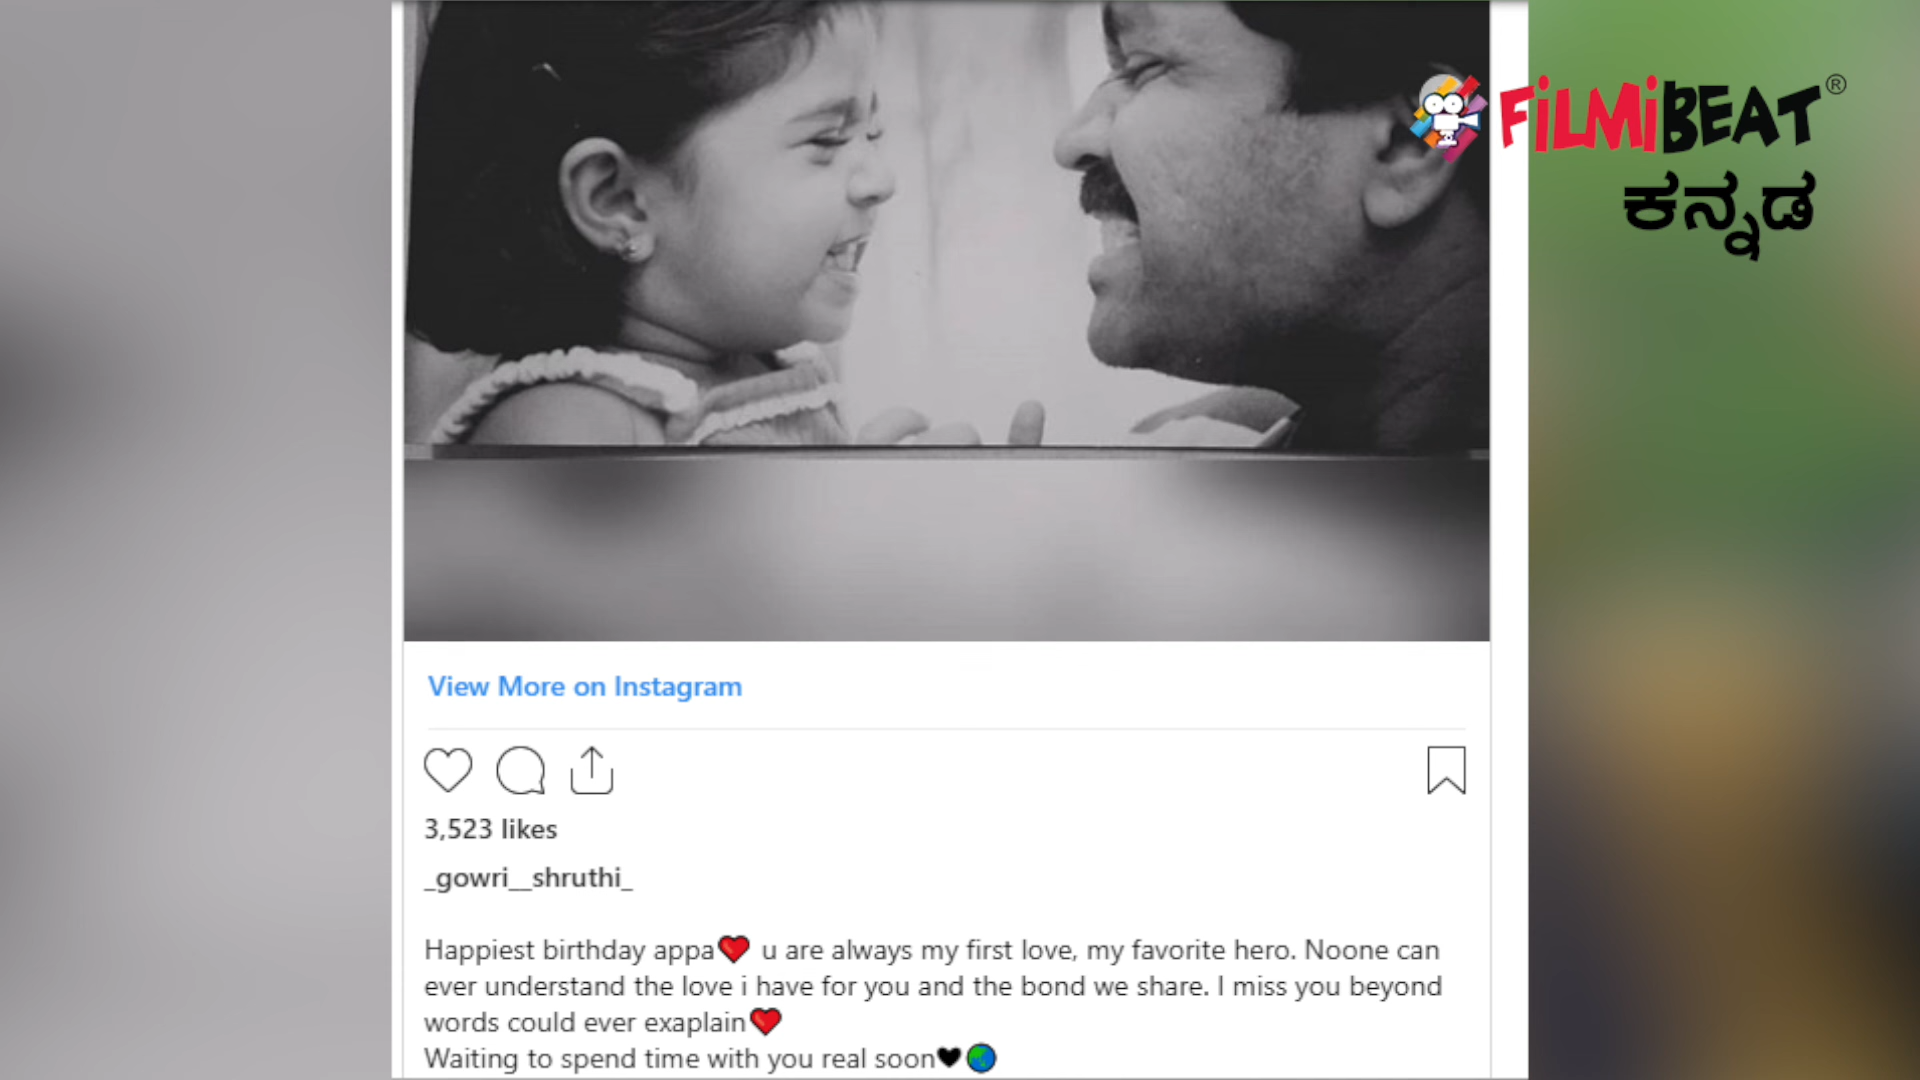 FiLMiBEAT®
ಕನ್ನಡ
View More on Instagram
3,523 likes
_gowri__shruthi_
Happiest birthday appa❤️ u are always my first love, my favorite hero. Noone can
ever understand the love i have for you and the bond we share. I miss you beyond
words could ever exaplain❤️
Waiting to spend time with you real soon🖤🌏